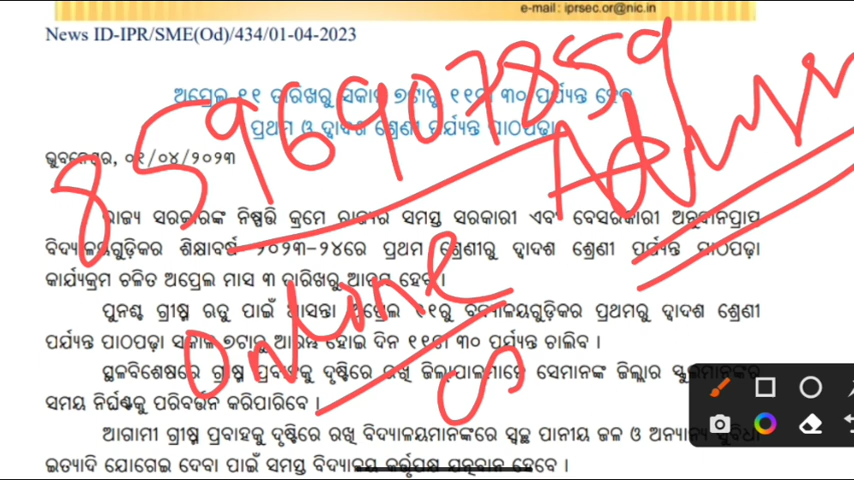 e-mail : iprsec.or@nic.in
News ID-IPR/SME(Od)/434/01-04-2023
ଅପ୍ରେଲ ୧୧ ତାରିଖରୁ ସକାଳ ୭ଟାରୁ ୧୧ଟା ୩୦ ପର୍ଯ୍ୟନ୍ତ ହେବ
ପ୍ରଥମ ଓ ଦ୍ୱାଦଶ ଶ୍ରେଣୀ ପର୍ଯ୍ୟନ୍ତ ପାଠପଢ଼ା
8596907859
ଭୁବନେଶ୍ୱର, ୦୧/୦୪/୨୦୨୩
ରାଜ୍ୟ ସରକାରଙ୍କ ନିଷ୍ପତ୍ତି କ୍ରମେ ରାଜ୍ୟର ସମସ୍ତ ସରକାରୀ ଏବଂ ବେସରକାରୀ ଅନୁଦାନପ୍ରାପ୍ତ
ବିଦ୍ୟାଳୟଗୁଡ଼ିକର ଶିକ୍ଷାବର୍ଷ ୨୦୨୩-୨୪ରେ ପ୍ରଥମ ଶ୍ରେଣୀରୁ ଦ୍ୱାଦଶ ଶ୍ରେଣୀ ପର୍ଯ୍ୟନ୍ତ ପାଠପଢ଼ା
କାର୍ଯ୍ୟକ୍ରମ ଚଳିତ ଅପ୍ରେଲ ମାସ ୩ ତାରିଖରୁ ଆରମ୍ଭ ହେବ।
ପୁନଶ୍ଚ ଗ୍ରୀଷ୍ମ ଋତୁ ପାଇଁ ଆସନ୍ତା ଅପ୍ରେଲ ୧୧ରୁ ବିଦ୍ୟାଳୟଗୁଡ଼ିକର ପ୍ରଥମରୁ ଦ୍ୱାଦଶ ଶ୍ରେଣୀ
Online
ପର୍ଯ୍ୟନ୍ତ ପାଠପଢ଼ା ସକାଳ ୭ଟାରୁ ଆରମ୍ଭ ହୋଇ ଦିନ ୧୧ଟା ୩୦ ପର୍ଯ୍ୟନ୍ତ ଚାଲିବ।
ସ୍ଥଳବିଶେଷରେ ଗ୍ରୀଷ୍ମ ପ୍ରବାହକୁ ଦୃଷ୍ଟିରେ ରଖି ଜିଲ୍ଲାପାଳମାନେ ସେମାନଙ୍କ ଜିଲ୍ଲାର ସ୍କୁଲମାନଙ୍କର
ସମୟ ନିର୍ଘଣ୍ଟକୁ ପରିବର୍ତ୍ତନ କରିପାରିବେ।
ଆଗାମୀ ଗ୍ରୀଷ୍ମ ପ୍ରବାହକୁ ଦୃଷ୍ଟିରେ ରଖି ବିଦ୍ୟାଳୟମାନଙ୍କରେ ସ୍ୱଚ୍ଛ ପାନୀୟ ଜଳ ଓ ଅନ୍ୟାନ୍ୟ ସୁବିଧା
ଇତ୍ୟାଦି ଯୋଗେଇ ଦେବା ପାଇଁ ସମସ୍ତ ବିଦ୍ୟାଳୟ କର୍ତ୍ତୃପକ୍ଷ ଯତ୍ନବାନ ହେବେ।